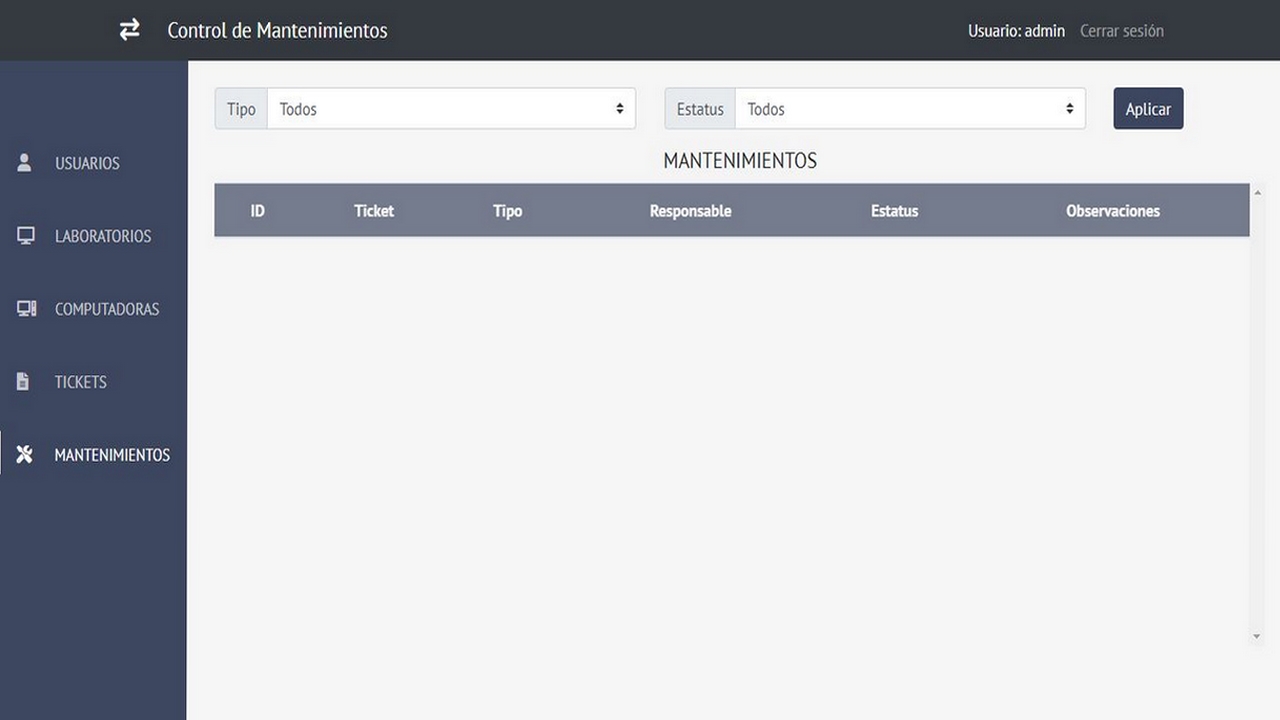 Control de Mantenimientos
Usuario: admin Cerrar sesión
Tipo Todos Estatus Todos Aplicar
MANTENIMIENTOS
ID Ticket Tipo Responsable Estatus Observaciones
USUARIOS
LABORATORIOS
COMPUTADORAS
TICKETS
MANTENIMIENTOS